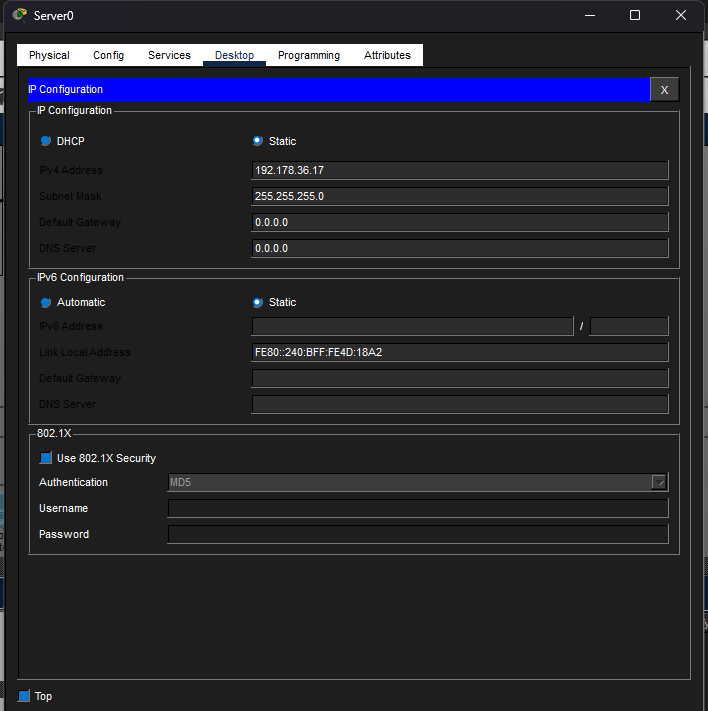 Server0
Physical Config Services Desktop Programming Attributes
IP Configuration
X
IP Configuration
DHCP Static
IPv4 Address 192.178.36.17
Subnet Mask 255.255.255.0
Default Gateway 0.0.0.0
DNS Server 0.0.0.0
IPv6 Configuration
Automatic Static
IPv6 Address /
Link Local Address FE80::240:BFF:FE4D:18A2
Default Gateway
DNS Server
802.1X
Use 802.1X Security
Authentication MD5
Username
Password
Top